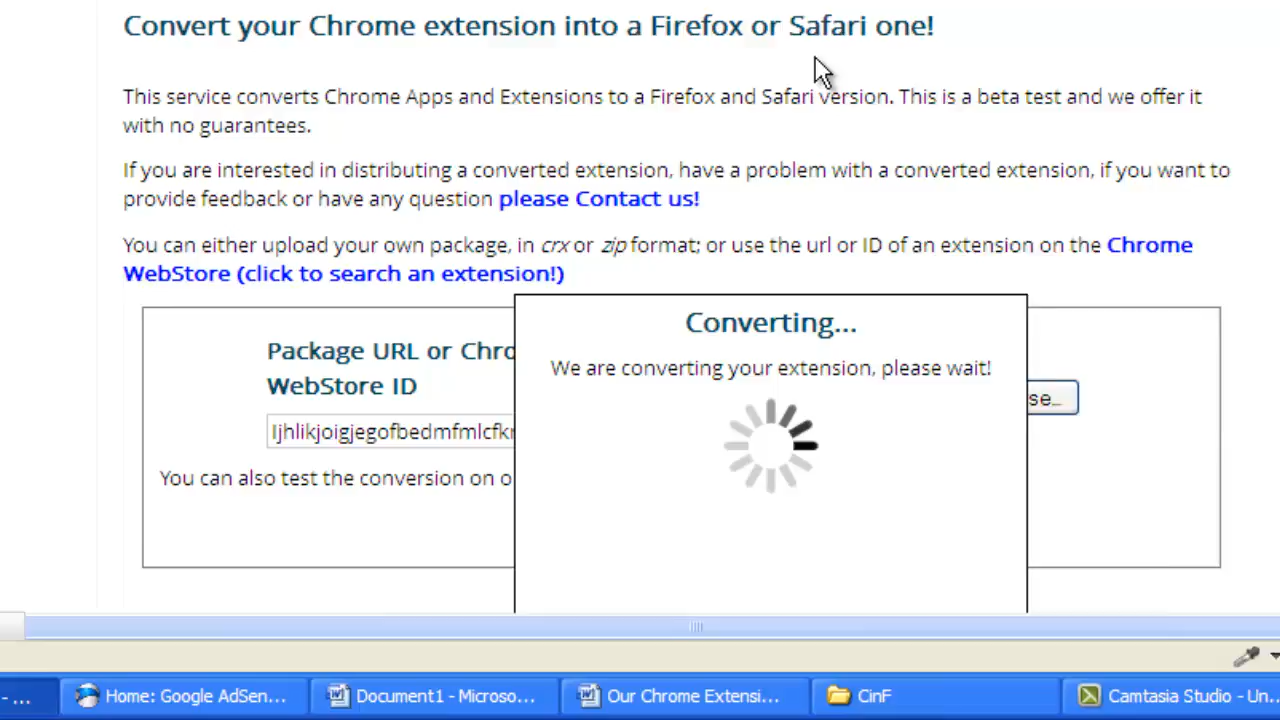 Convert your Chrome extension into a Firefox or Safari one!
This service converts Chrome Apps and Extensions to a Firefox and Safari version. This is a beta test and we offer it
with no guarantees.
If you are interested in distributing a converted extension, have a problem with a converted extension, if you want to
provide feedback or have any question please Contact us!
You can either upload your own package, in crx or zip format; or use the url or ID of an extension on the Chrome
WebStore (click to search an extension!)
Package URL or Chro
WebStore ID
ljhlikjoigjegofbedmfmlcfkr
You can also test the conversion on o
Converting...
We are converting your extension, please wait!
se_
- ...
Home: Google AdSen...
Document1 - Microso...
Our Chrome Extensi...
CinF
Camtasia Studio - Un...